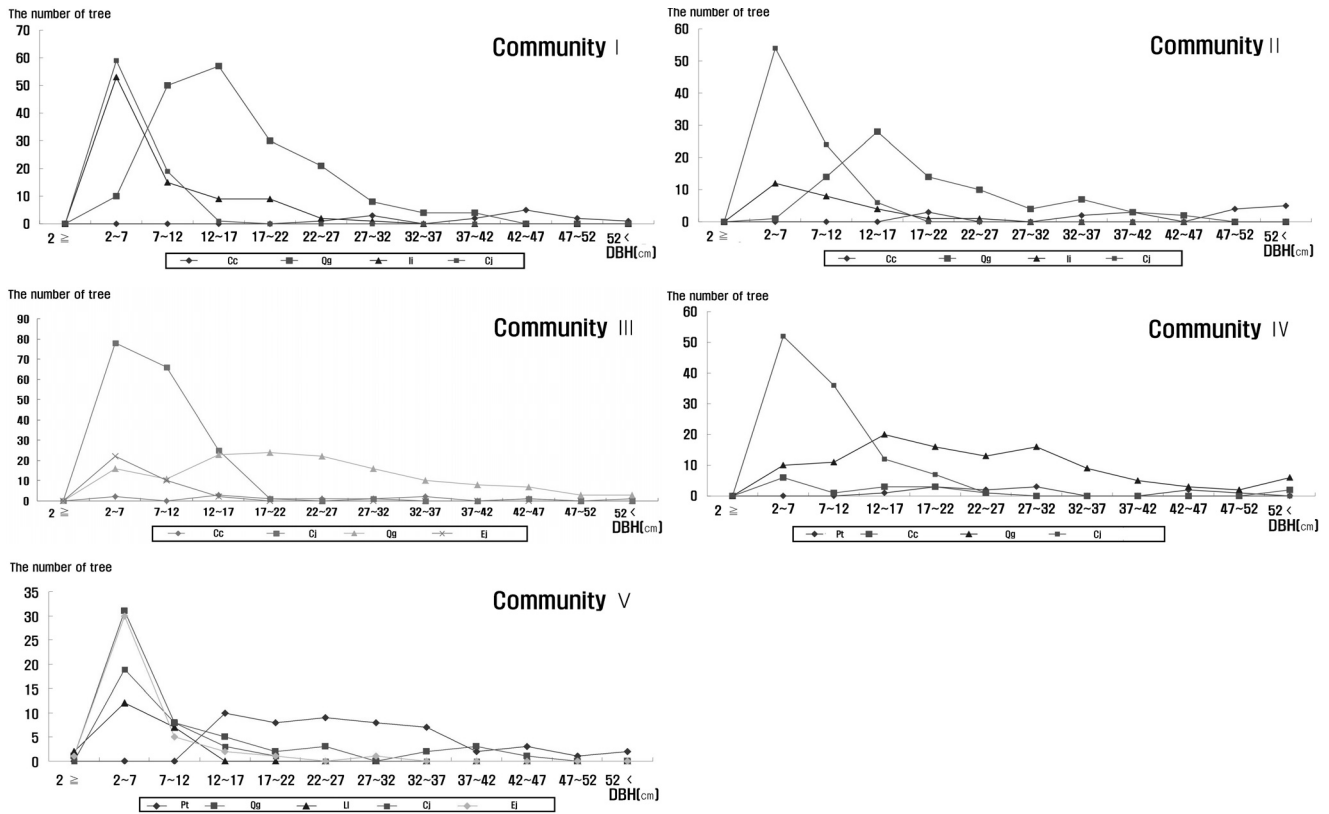 The number of tree
Community I
70
60
50
40
30
20
10
0
2 ≧ 2~7 7~12 12~17 17~22 22~27 27~32 32~37 37~42 42~47 47~52 52 <
DBH(cm)
Cc Qg Ii Cj
The number of tree
Community II
60
50
40
30
20
10
0
2 ≧ 2~7 7~12 12~17 17~22 22~27 27~32 32~37 37~42 42~47 47~52 52 <
DBH(cm)
Cc Qg Ii Cj
The number of tree
Community III
90
80
70
60
50
40
30
20
10
0
2 ≧ 2~7 7~12 12~17 17~22 22~27 27~32 32~37 37~42 42~47 47~52 52 <
DBH(cm)
Cc Cj Qg Ej
The number of tree
Community IV
60
50
40
30
20
10
0
2 ≧ 2~7 7~12 12~17 17~22 22~27 27~32 32~37 37~42 42~47 47~52 52 <
DBH(cm)
Pt Cc Qg Cj
The number of tree
Community V
35
30
25
20
15
10
5
0
2 ≧ 2~7 7~12 12~17 17~22 22~27 27~32 32~37 37~42 42~47 47~52 52 <
DBH(cm)
Pt Qg Li Cj Ej